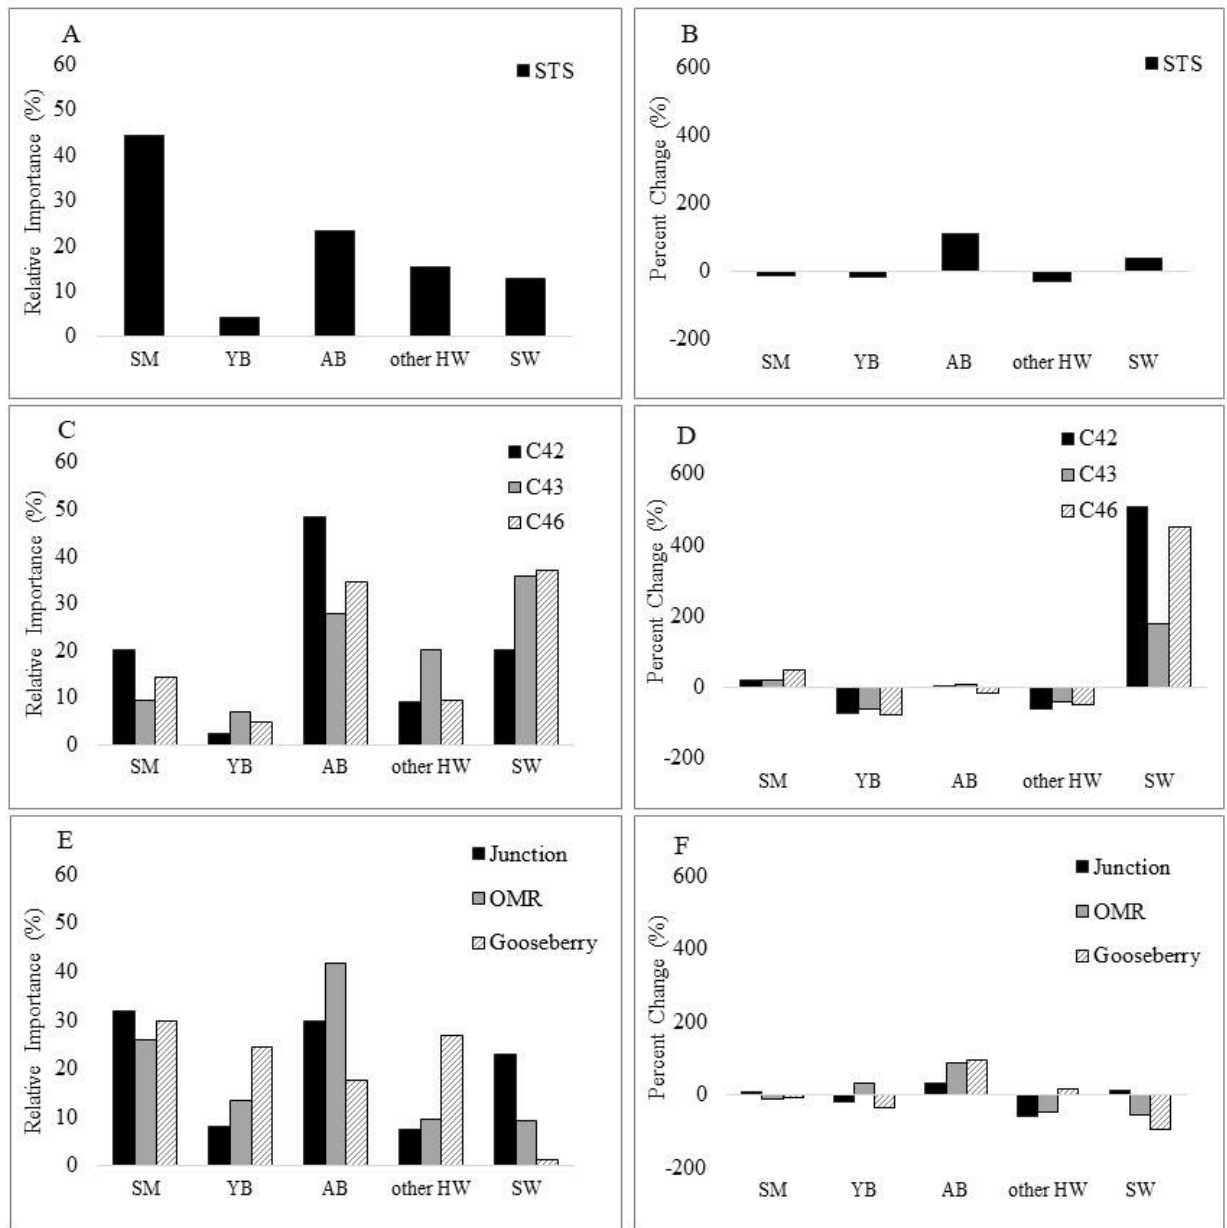 A
60
STS
50
40
30
20
10
0
Relative Importance (%)
SM YB AB other HW SW
B
600
STS
400
200
0
-200
Percent Change (%)
SM YB AB other HW SW
C
60
C42
C43
C46
50
40
30
20
10
0
Relative Importance (%)
SM YB AB other HW SW
D
600
C42
C43
C46
400
200
0
-200
Percent Change (%)
SM YB AB other HW SW
E
60
Junction
OMR
Gooseberry
50
40
30
20
10
0
Relative Importance (%)
SM YB AB other HW SW
F
600
Junction
OMR
Gooseberry
400
200
0
-200
Percent Change (%)
SM YB AB other HW SW